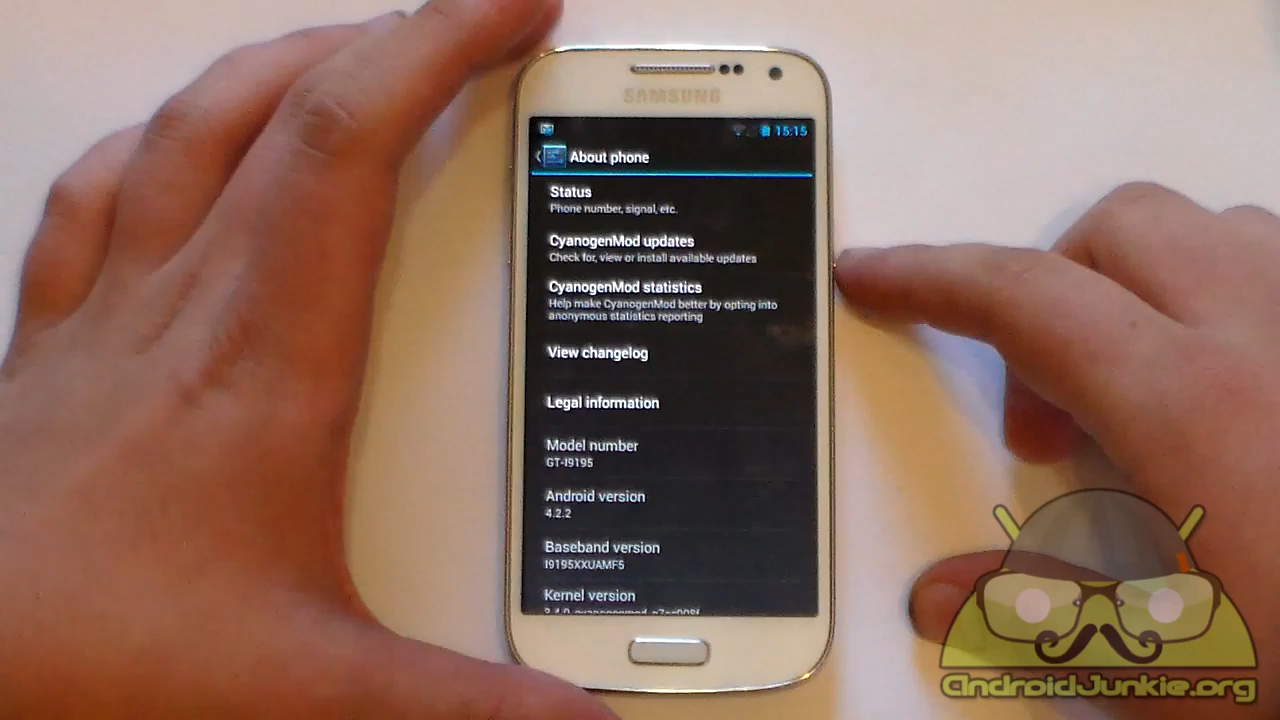 SAMSUNG
15:15
About phone
Status
Phone number, signal, etc.
CyanogenMod updates
Check for, view or install available updates
CyanogenMod statistics
Help make CyanogenMod better by opting into
anonymous statistics reporting
View changelog
Legal information
Model number
GT-I9195
Android version
4.2.2
Baseband version
I9195XXUAMF5
Kernel version
AndroidJunkie.org